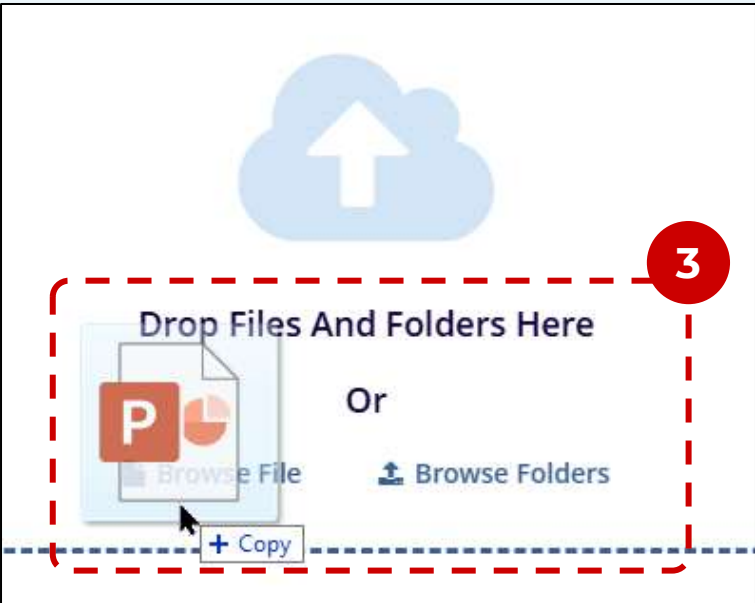 3
Drop Files And Folders Here
Or
P
Browse File
Browse Folders
+ Copy